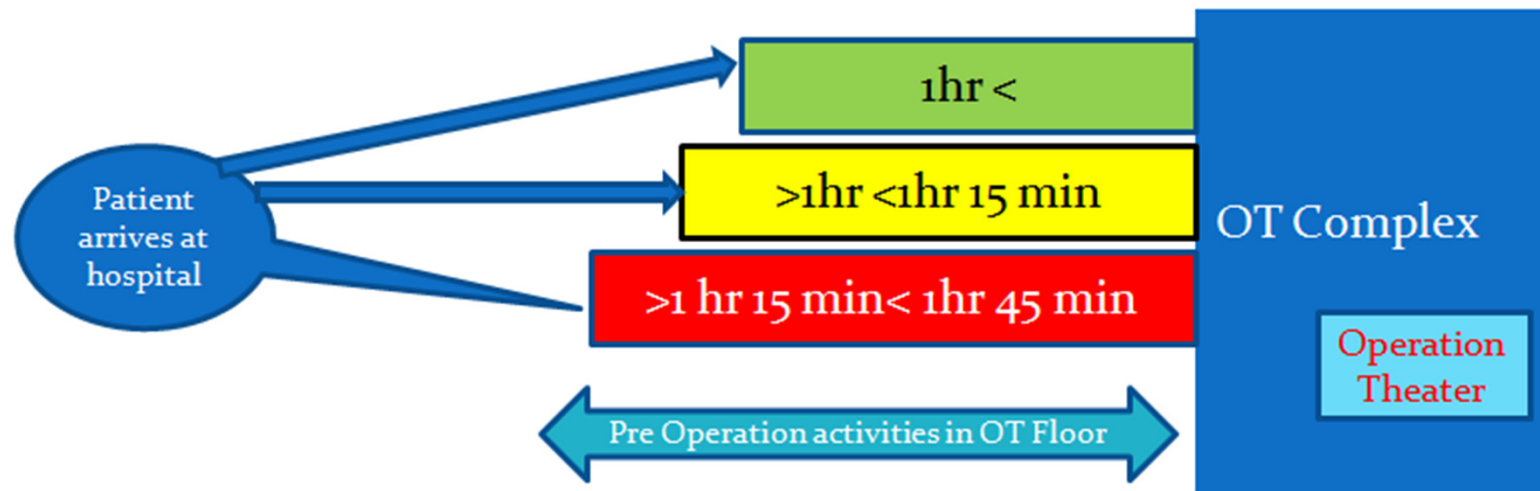 1hr <
Patient
arrives at
hospital
>1hr <1hr 15 min
OT Complex
>1 hr 15 min< 1hr 45 min
Operation
Theater
Pre Operation activities in OT Floor